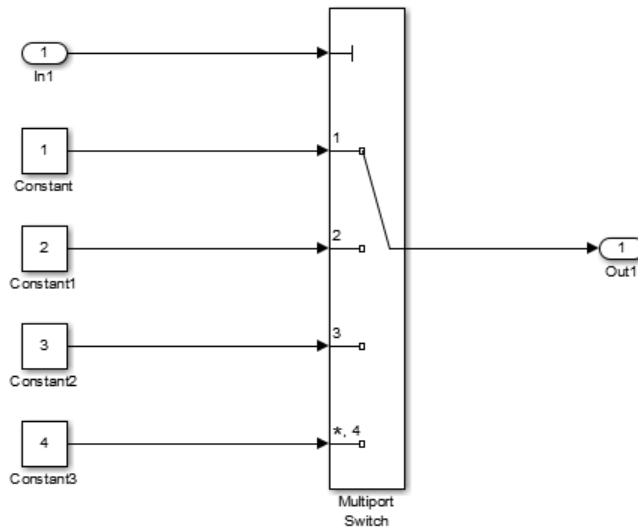 1
In1
1
Constant
1
2
Constant1
2
1
Out1
3
Constant2
3
4
Constant3
*, 4
Multiport
Switch